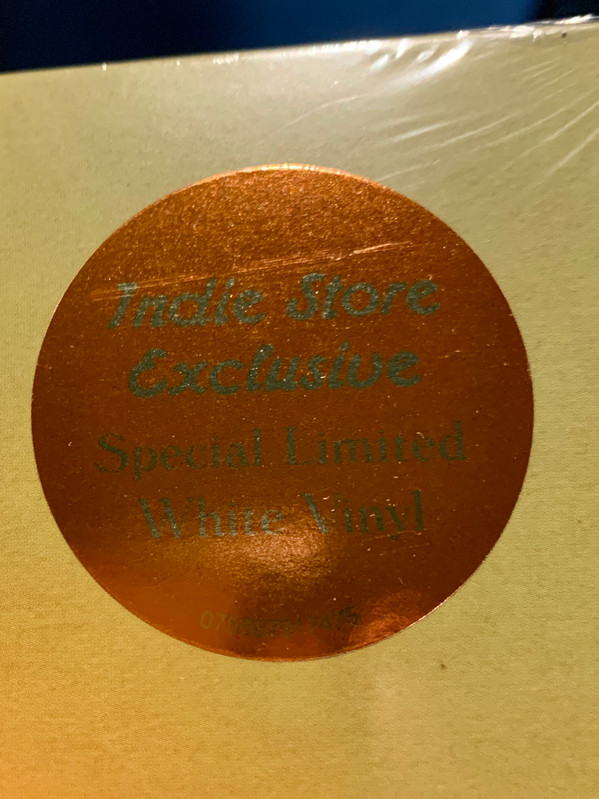 Indie Store
Exclusive
Special Limited
White Vinyl